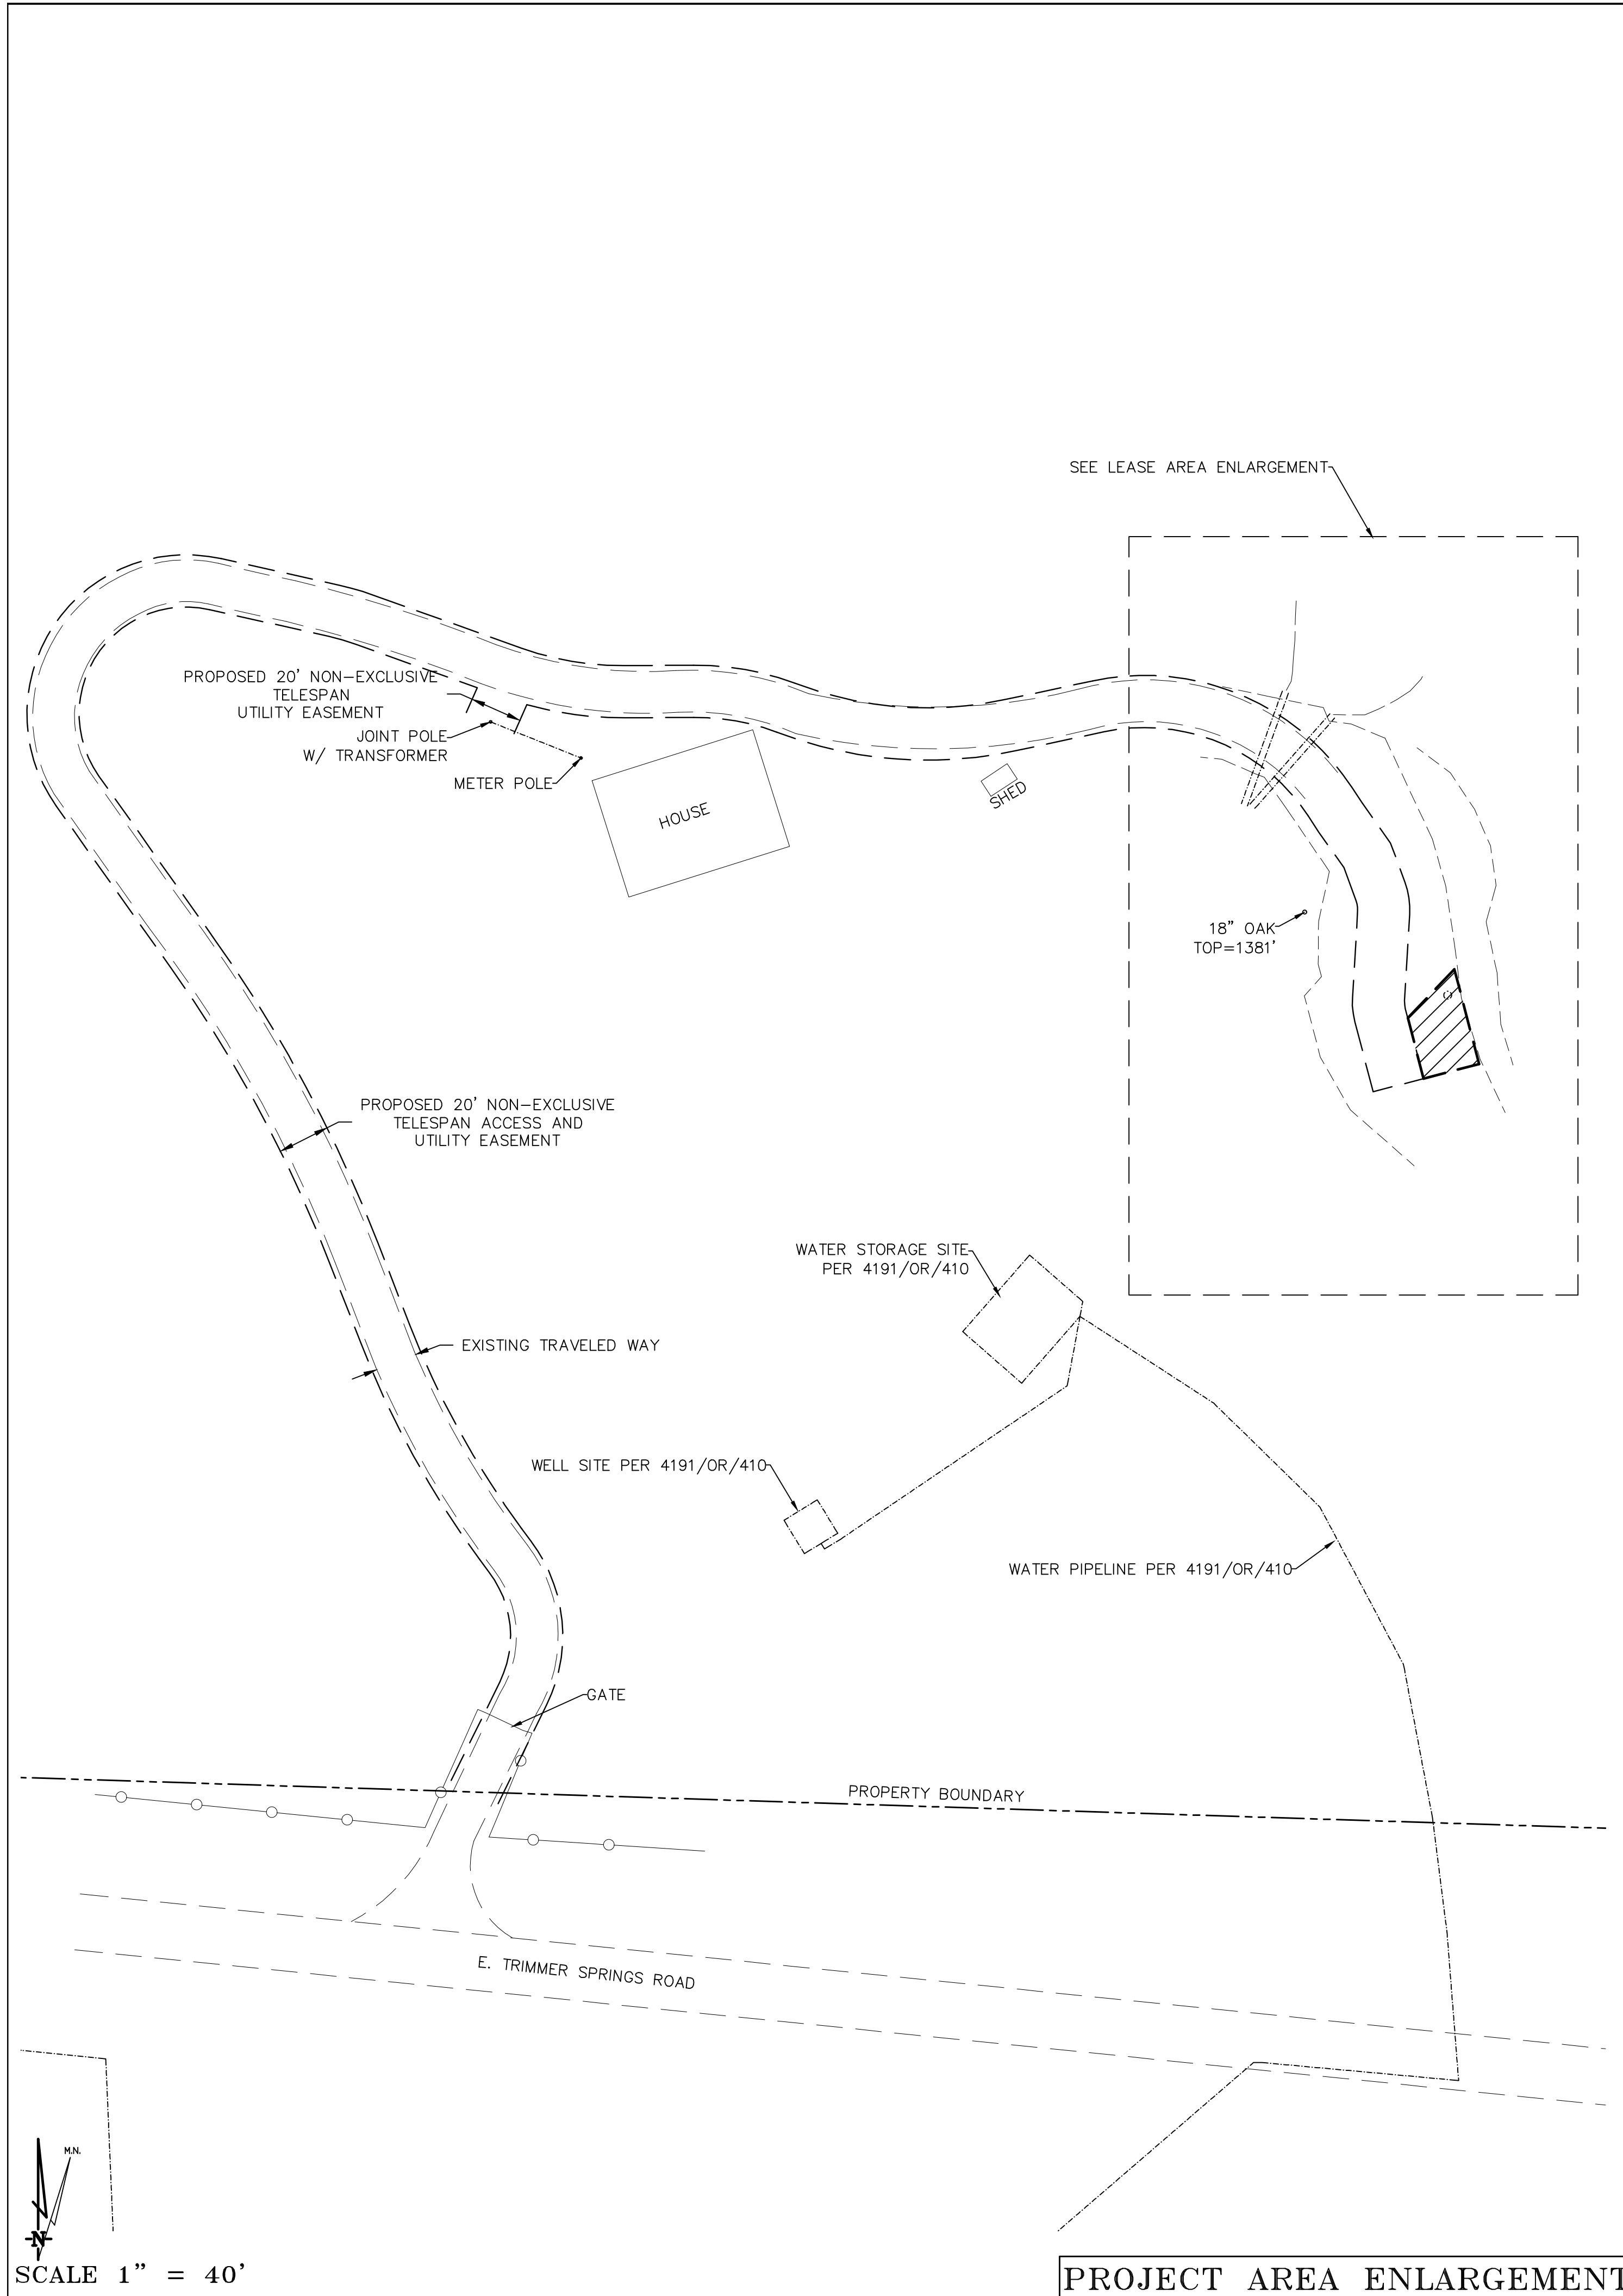 SEE LEASE AREA ENLARGEMENT
PROPOSED 20' NON-EXCLUSIVE
TELESPAN
UTILITY EASEMENT
JOINT POLE
W/ TRANSFORMER
METER POLE
HOUSE
SHED
18" OAK
TOP=1381'
PROPOSED 20' NON-EXCLUSIVE
TELESPAN ACCESS AND
UTILITY EASEMENT
WATER STORAGE SITE
PER 4191/OR/410
EXISTING TRAVELED WAY
WELL SITE PER 4191/OR/410
WATER PIPELINE PER 4191/OR/410
GATE
PROPERTY BOUNDARY
E. TRIMMER SPRINGS ROAD
M.N.
N
SCALE 1" = 40'
PROJECT AREA ENLARGEMENT